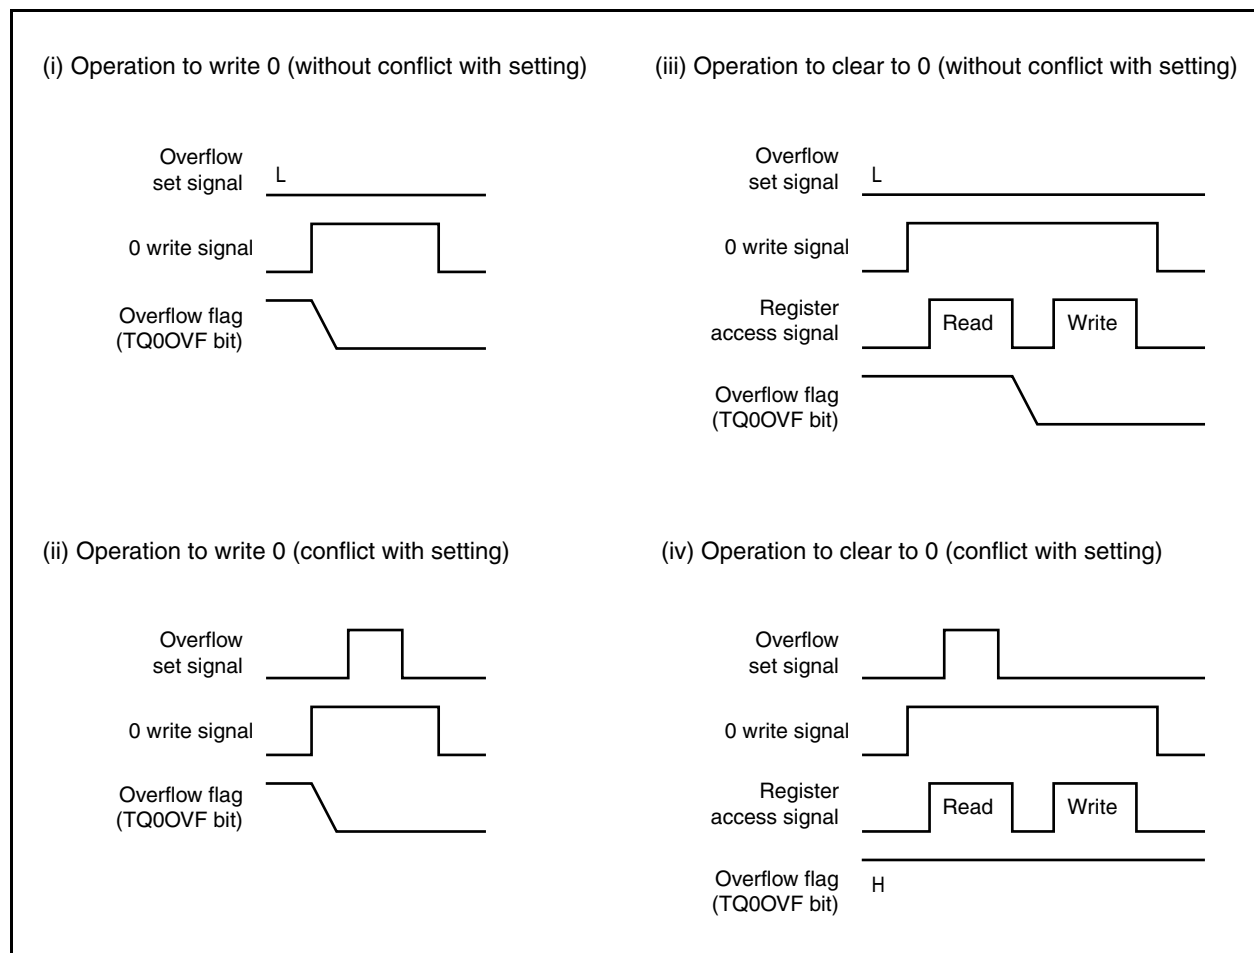 (i) Operation to write 0 (without conflict with setting)
Overflow
set signal
L
0 write signal
Overflow flag
(TQ0OVF bit)
(iii) Operation to clear to 0 (without conflict with setting)
Overflow
set signal
L
0 write signal
Register
access signal
Read
Write
Overflow flag
(TQ0OVF bit)
(ii) Operation to write 0 (conflict with setting)
Overflow
set signal
0 write signal
Overflow flag
(TQ0OVF bit)
(iv) Operation to clear to 0 (conflict with setting)
Overflow
set signal
0 write signal
Register
access signal
Read
Write
Overflow flag
(TQ0OVF bit)
H